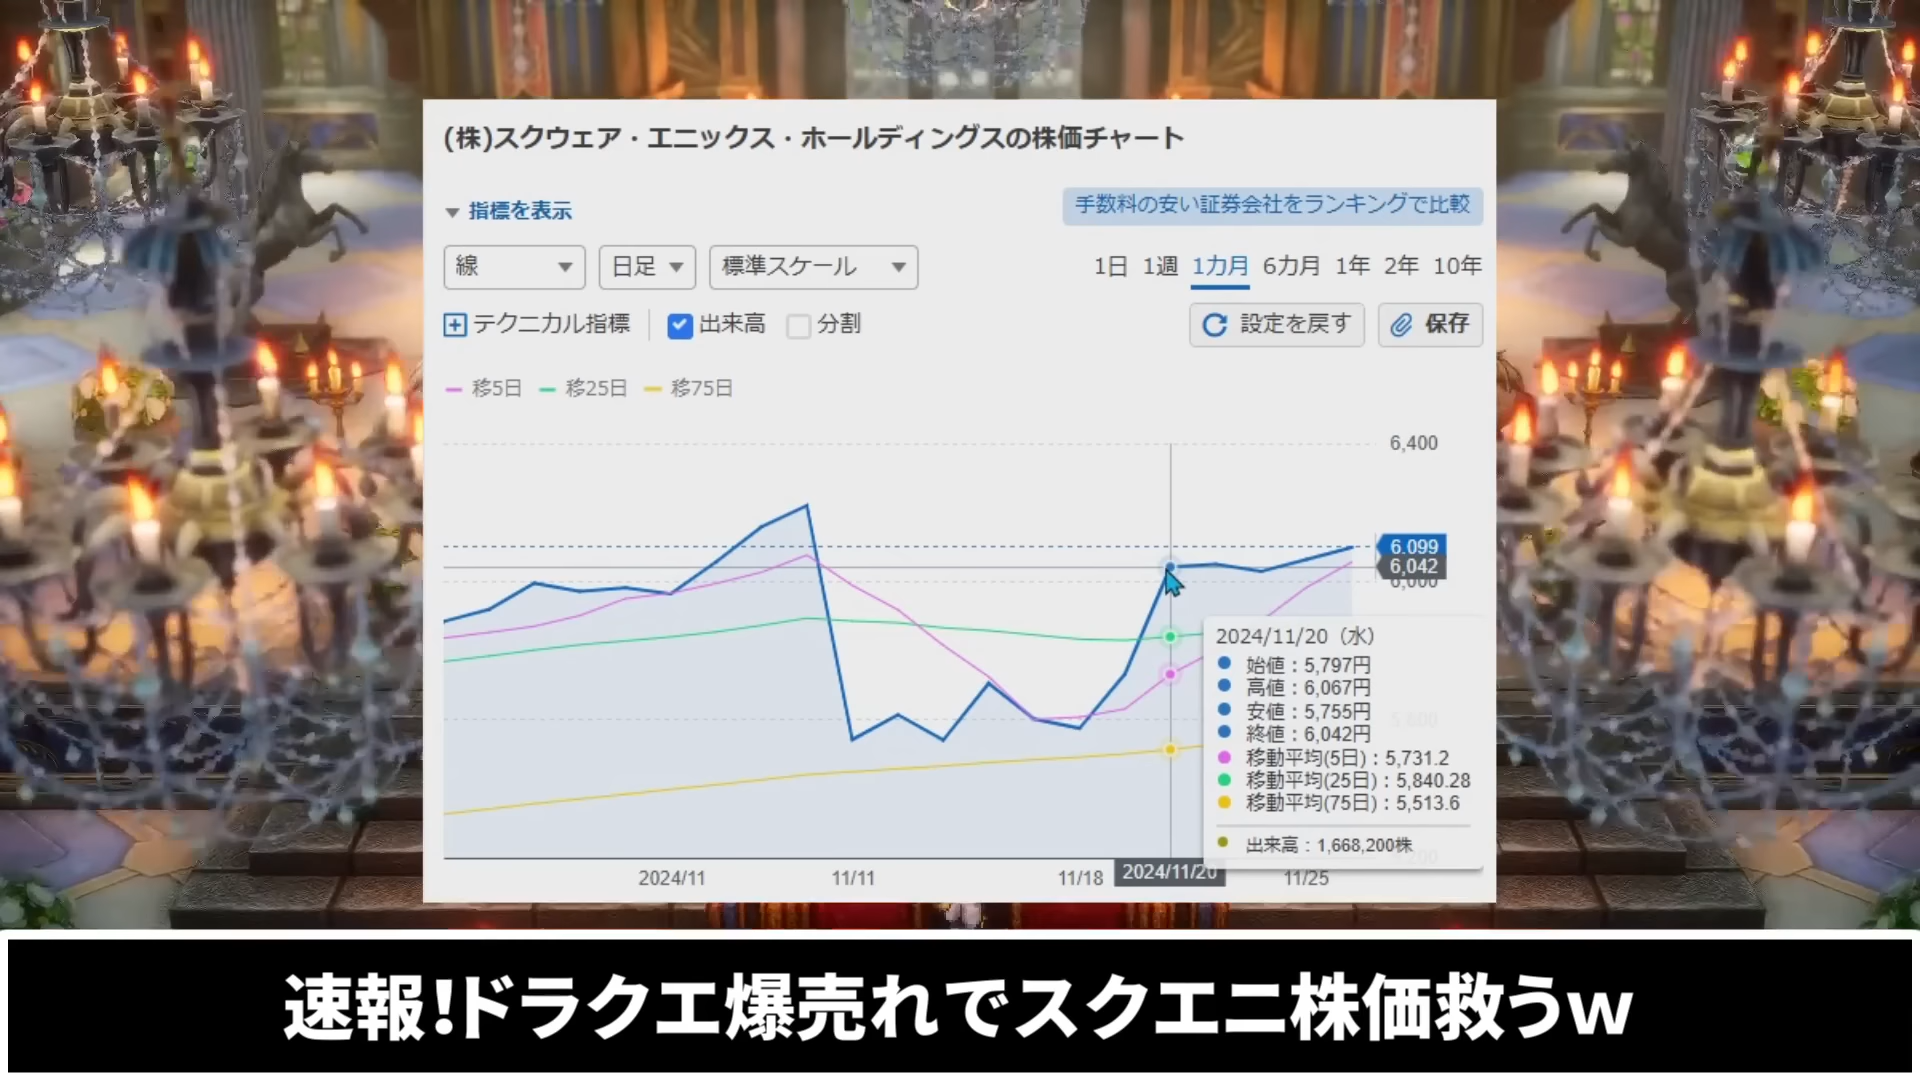 (株)スクウェア・エニックス・ホールディングスの株価チャート
手数料の安い証券会社をランキングで比較
指標を表示
線 日足 標準スケール
1日 1週 1カ月 6カ月 1年 2年 10年
テクニカル指標 出来高 分割
設定を戻す 保存
移5日 移25日 移75日
6,400
6,099
6,042
6,000
2024/11/20（水）
始値：5,797円
高値：6,067円
安値：5,755円
終値：6,042円
移動平均(5日)：5,731.2
移動平均(25日)：5,840.28
移動平均(75日)：5,513.6
出来高：1,668,200株
5,600
5,200
2024/11 11/11 11/18 2024/11/20 11/25
速報!ドラクエ爆売れでスクエニ株価救うw